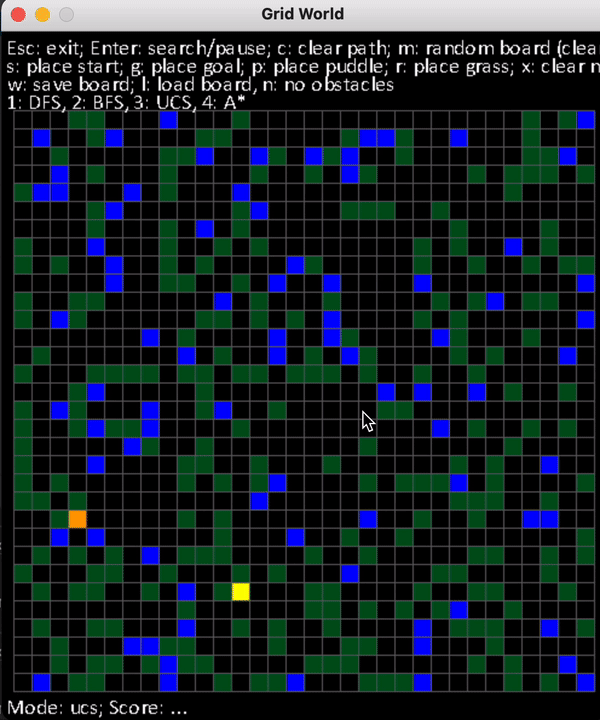 Grid World
Esc: exit; Enter: search/pause; c: clear path; m: random board (clea
s: place start; g: place goal; p: place puddle; r: place grass; x: clear n
w: save board; l: load board, n: no obstacles
1: DFS, 2: BFS, 3: UCS, 4: A*
Mode: ucs; Score: ...